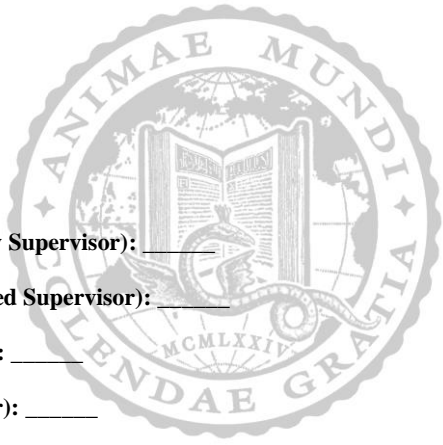 ANIMAE MUNDI
COLENDAE GRATIA
MCMLXXIV
y Supervisor): ______
ed Supervisor): ______
: ______
r): ______